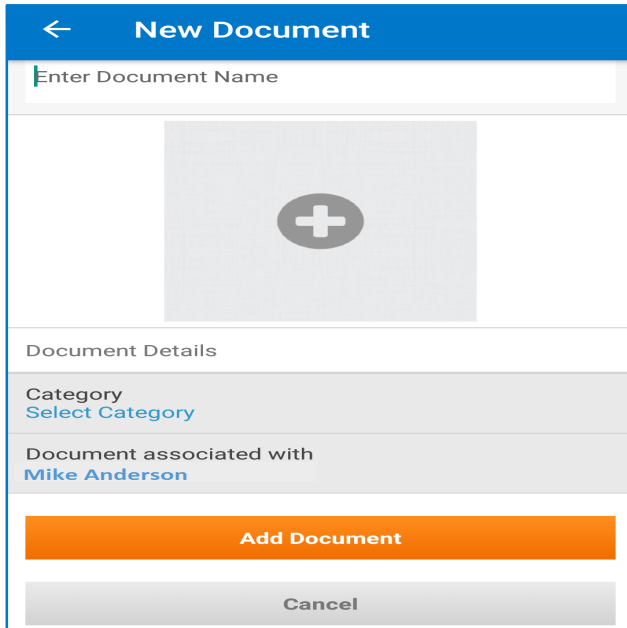 New Document
Enter Document Name
Document Details
Category
Select Category
Document associated with
Mike Anderson
Add Document
Cancel